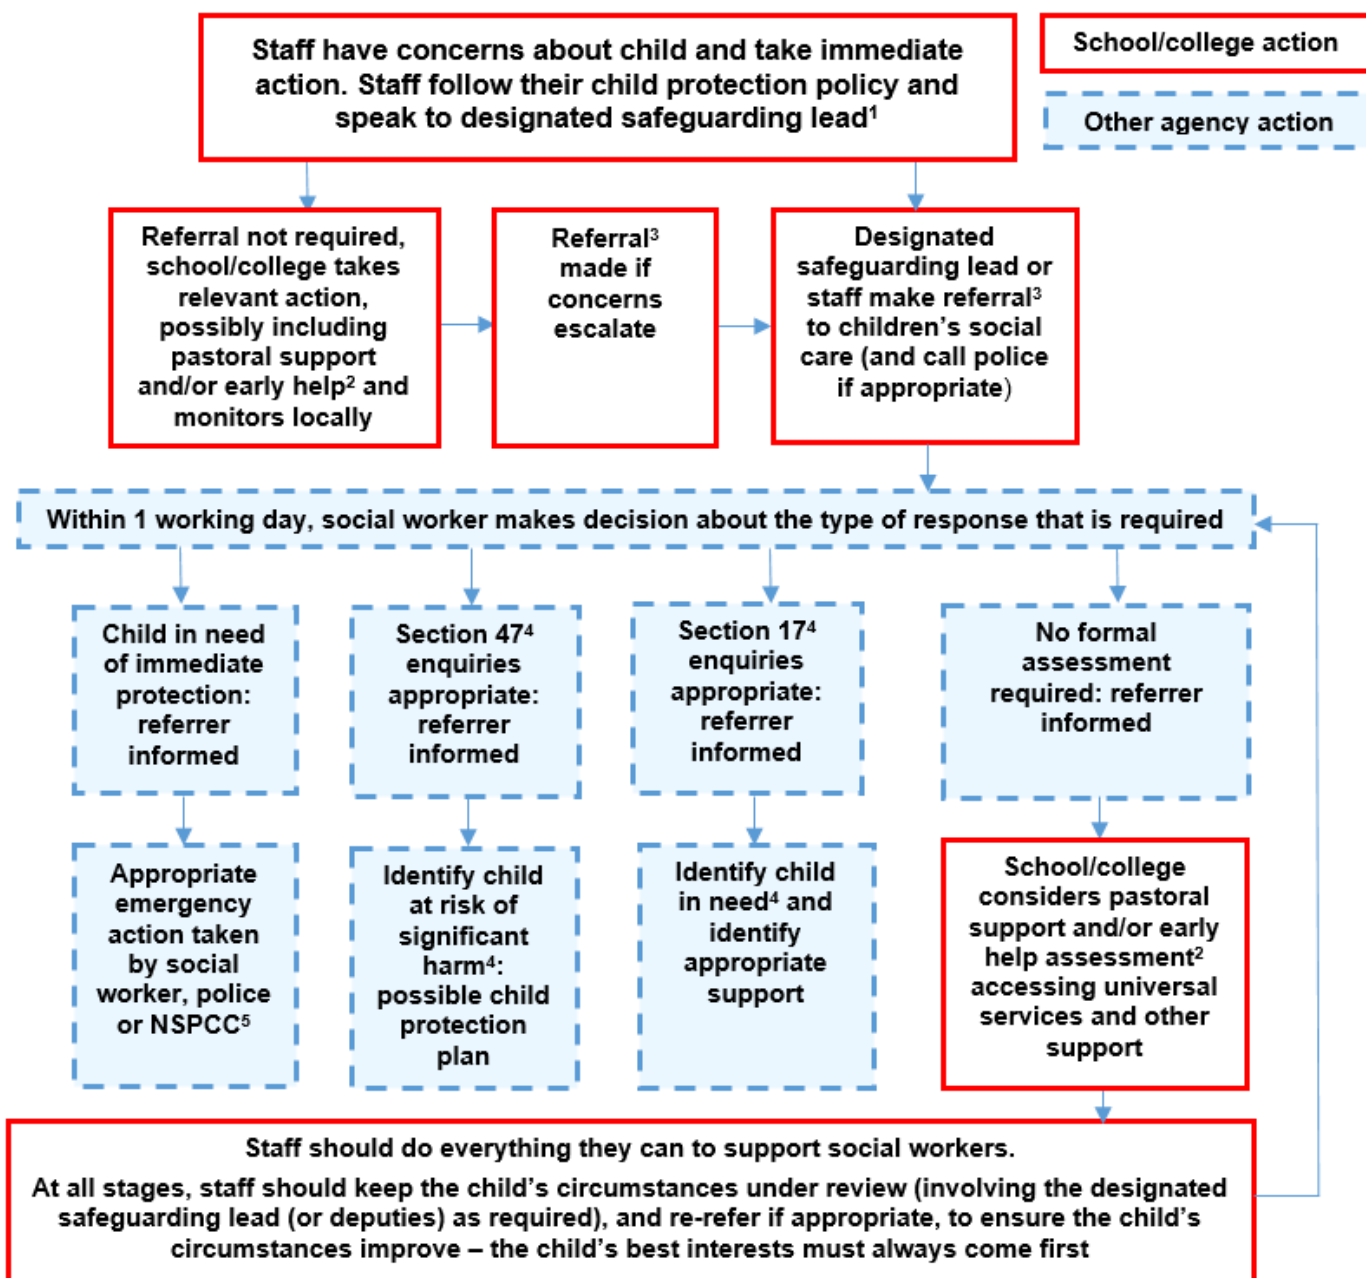 Staff have concerns about child and take immediate
action. Staff follow their child protection policy and
speak to designated safeguarding lead¹
School/college action
Other agency action
Referral not required,
school/college takes
relevant action,
possibly including
pastoral support
and/or early help² and
monitors locally
Referral³
made if
concerns
escalate
Designated
safeguarding lead or
staff make referral³
to children’s social
care (and call police
if appropriate)
Within 1 working day, social worker makes decision about the type of response that is required
Child in need
of immediate
protection:
referrer
informed
Section 47⁴
enquiries
appropriate:
referrer
informed
Section 17⁴
enquiries
appropriate:
referrer
informed
No formal
assessment
required: referrer
informed
Appropriate
emergency
action taken
by social
worker, police
or NSPCC⁵
Identify child
at risk of
significant
harm⁴:
possible child
protection
plan
Identify child
in need⁴ and
identify
appropriate
support
School/college
considers pastoral
support and/or early
help assessment²
accessing universal
services and other
support
Staff should do everything they can to support social workers.
At all stages, staff should keep the child’s circumstances under review (involving the designated
safeguarding lead (or deputies) as required), and re-refer if appropriate, to ensure the child’s
circumstances improve – the child’s best interests must always come first